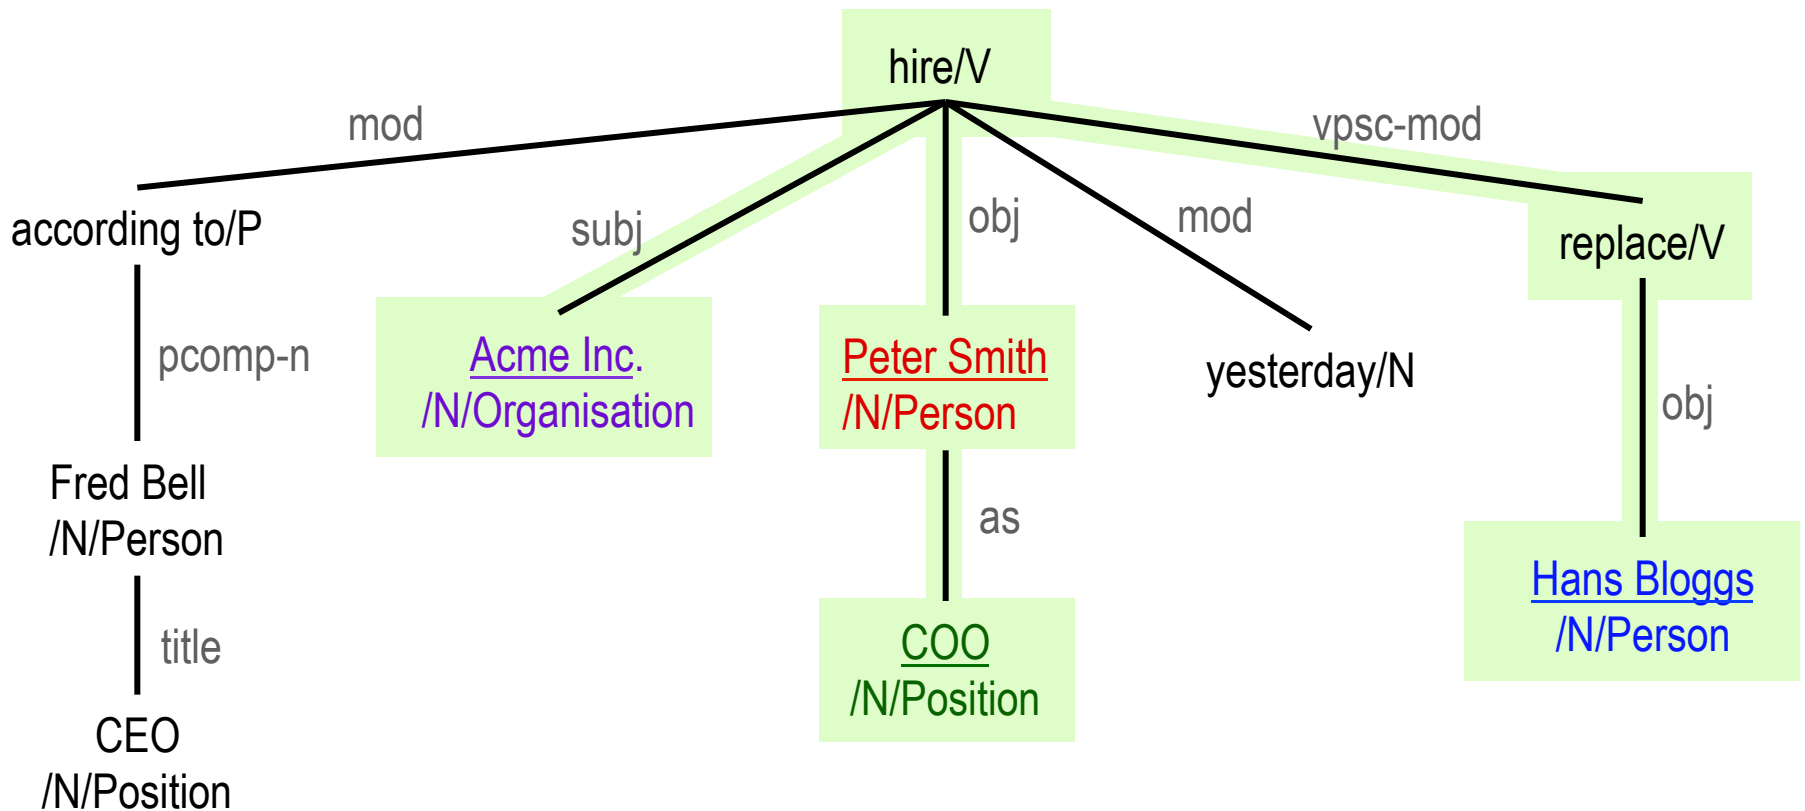 hire/V
mod
vpsc-mod
according to/P
subj
obj
mod
replace/V
pcomp-n
Acme Inc.
/N/Organisation
Peter Smith
/N/Person
yesterday/N
obj
Fred Bell
/N/Person
as
Hans Bloggs
/N/Person
title
COO
/N/Position
CEO
/N/Position